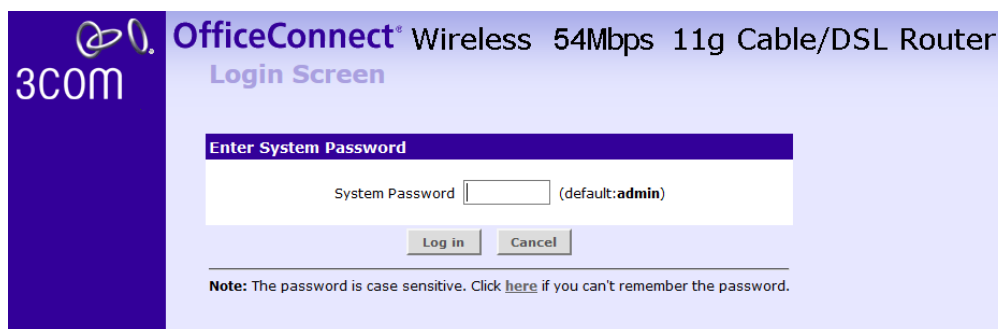 OfficeConnect® Wireless 54Mbps 11g Cable/DSL Router
3COM
Login Screen
Enter System Password
System Password (default:admin)
Log in Cancel
Note: The password is case sensitive. Click here if you can't remember the password.